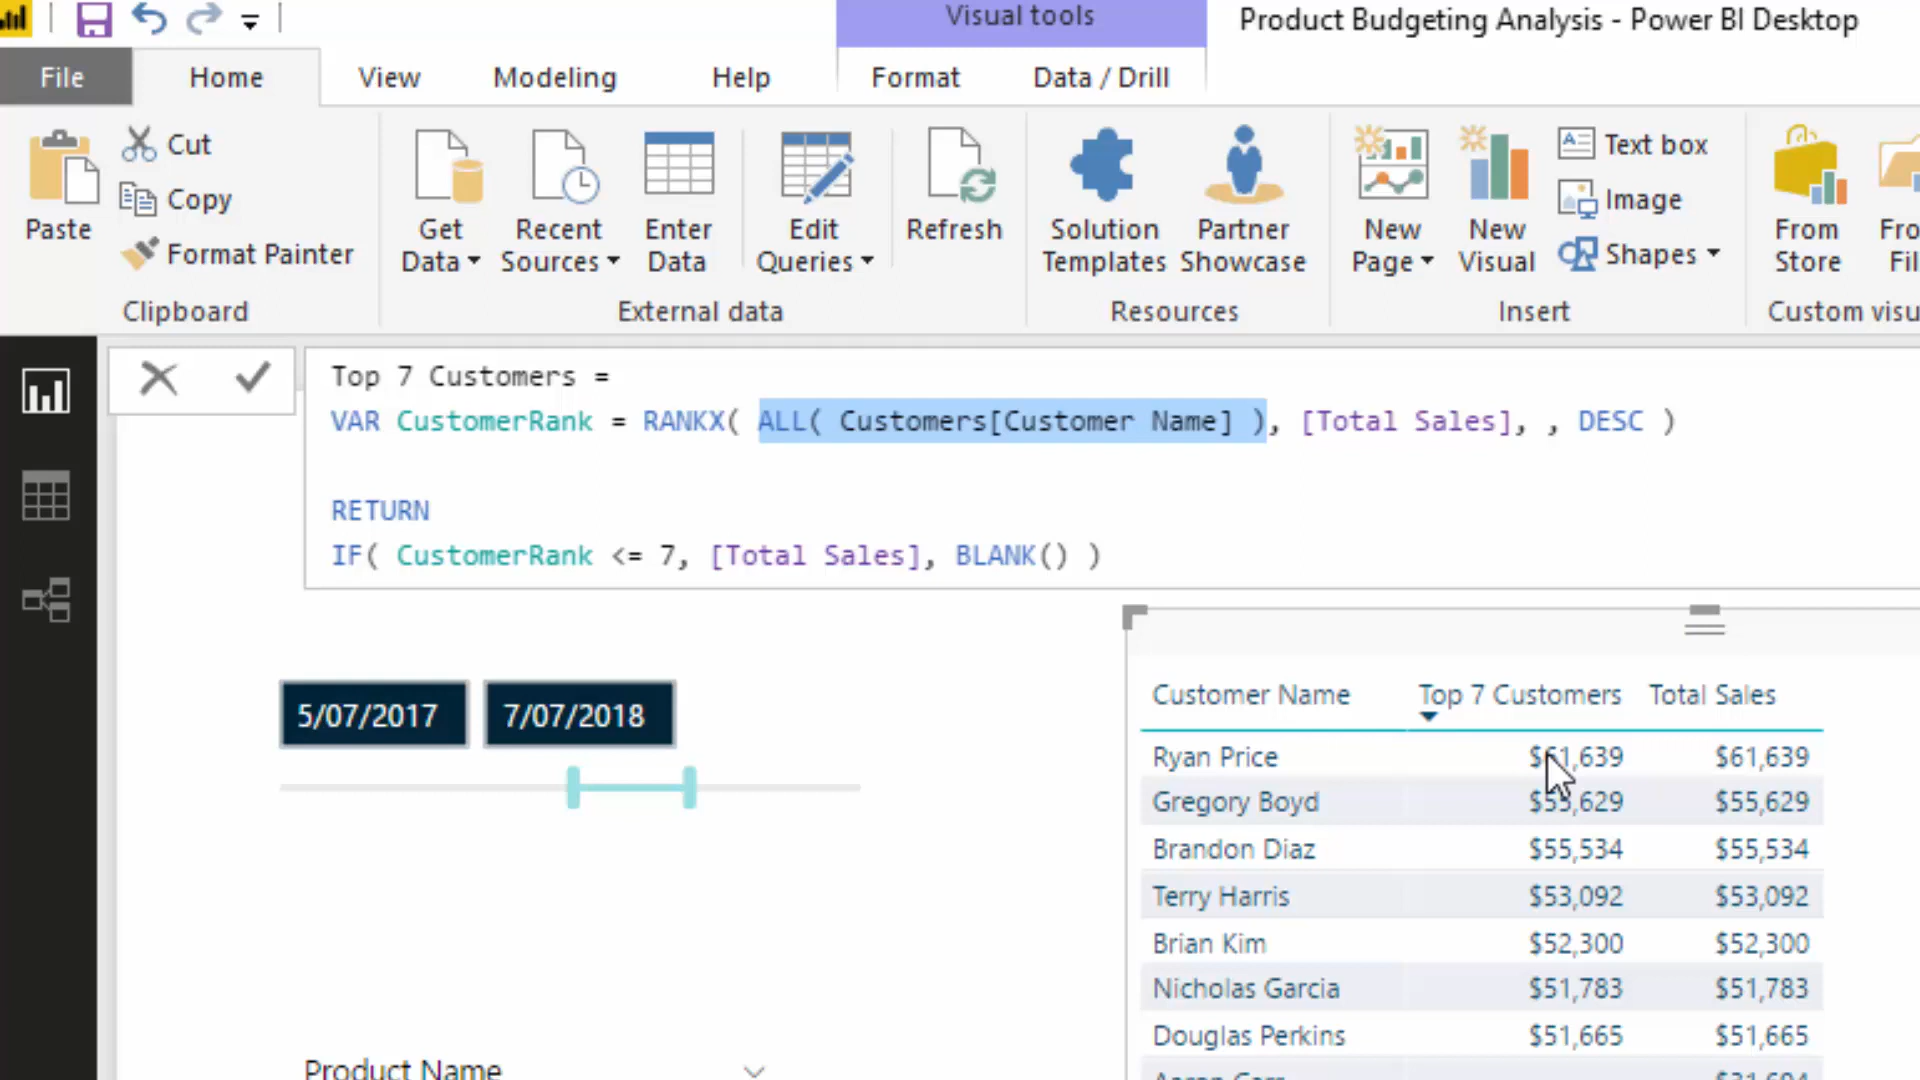 Visual tools
Product Budgeting Analysis - Power BI Desktop
File
Home
View
Modeling
Help
Format
Data / Drill
Paste
Cut
Copy
Format Painter
Clipboard
Get
Data
Recent
Sources
Enter
Data
Edit
Queries
Refresh
External data
Solution
Templates
Partner
Showcase
Resources
New
Page
New
Visual
Text box
Image
Shapes
Insert
From
Store
Fro
Fil
Custom visu
Top 7 Customers =
VAR CustomerRank = RANKX( ALL( Customers[Customer Name] ), [Total Sales], , DESC )
RETURN
IF( CustomerRank <= 7, [Total Sales], BLANK() )
5/07/2017 7/07/2018
Product Name
Customer Name Top 7 Customers Total Sales
Ryan Price $61,639 $61,639
Gregory Boyd $55,629 $55,629
Brandon Diaz $55,534 $55,534
Terry Harris $53,092 $53,092
Brian Kim $52,300 $52,300
Nicholas Garcia $51,783 $51,783
Douglas Perkins $51,665 $51,665